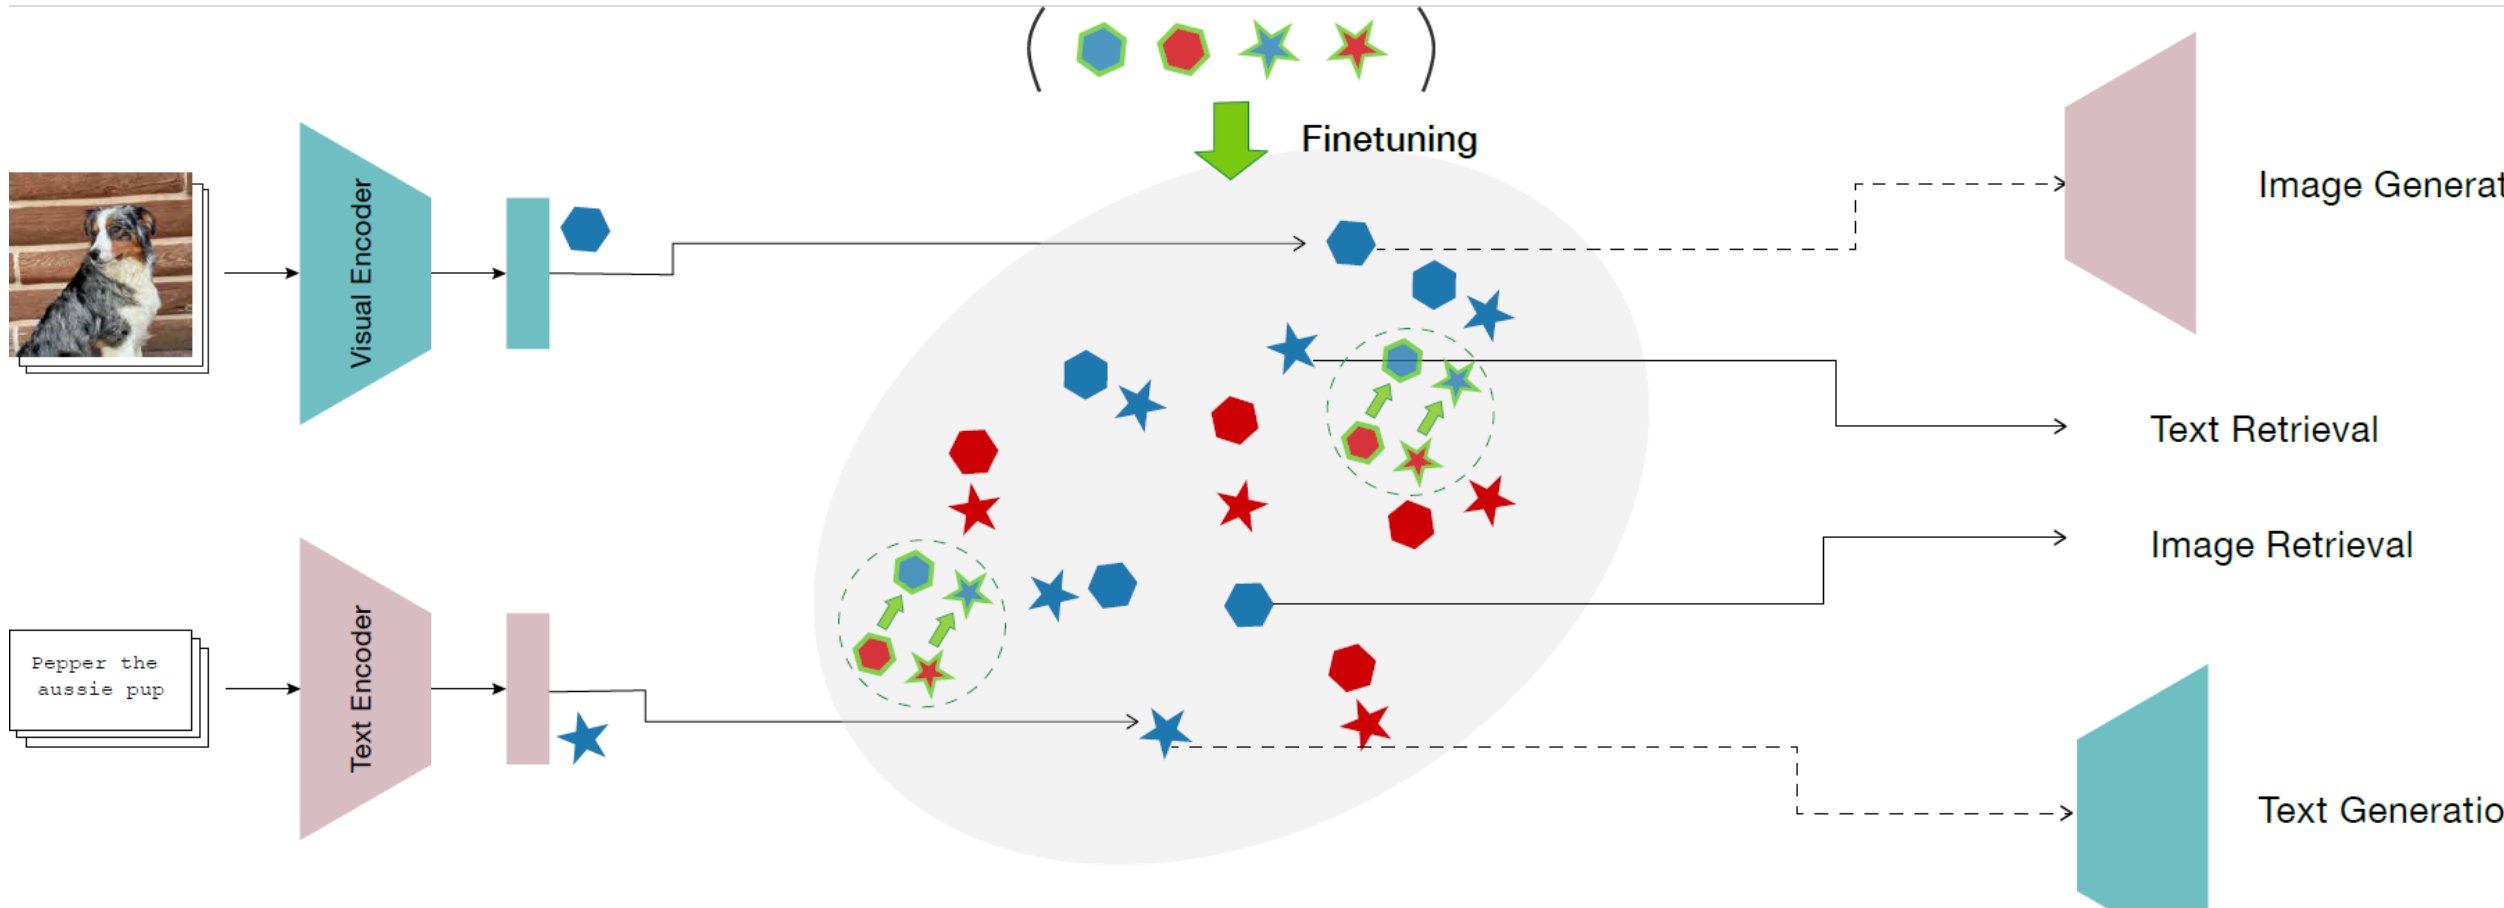 Finetuning
Visual Encoder
Image Generat
Text Retrieval
Image Retrieval
Pepper the
aussie pup
Text Encoder
Text Generatio